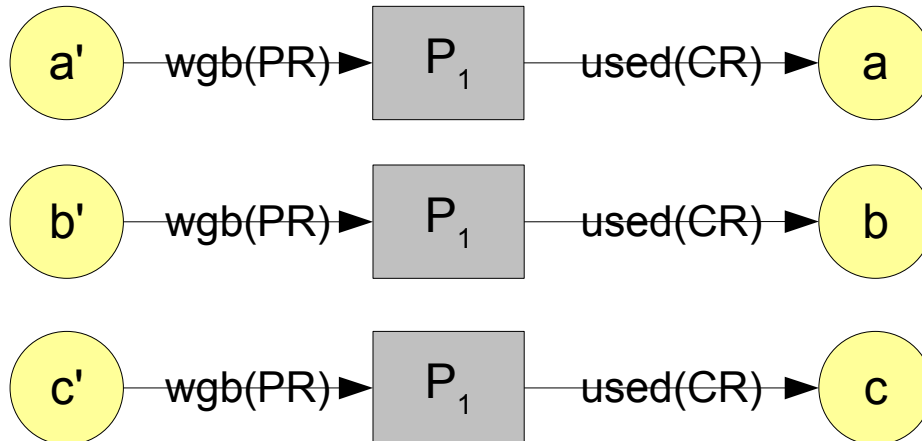 a' wgb(PR) P1 used(CR) a
b' wgb(PR) P1 used(CR) b
c' wgb(PR) P1 used(CR) c